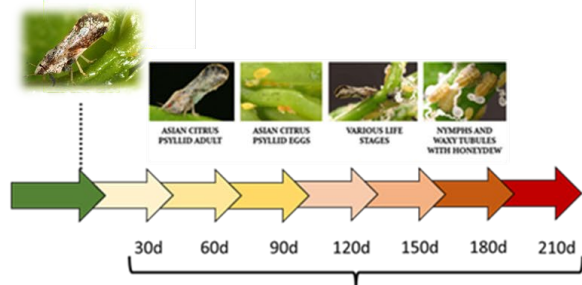 ASIAN CITRUS
PSYLLID ADULT
ASIAN CITRUS
PSYLLID EGGS
VARIOUS LIFE
STAGES
NYMPHS AND
WAXY TUBULES
WITH HONEYDEW
30d 60d 90d 120d 150d 180d 210d